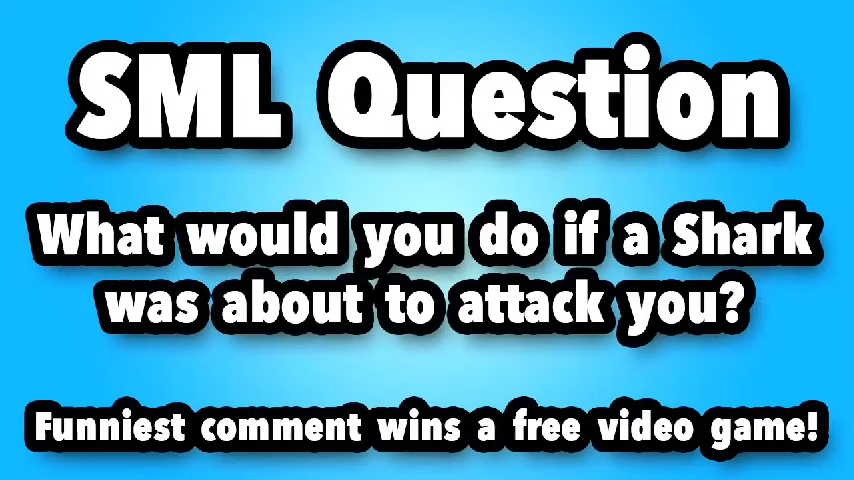 SML Question
What would you do if a Shark
was about to attack you?
Funniest comment wins a free video game!